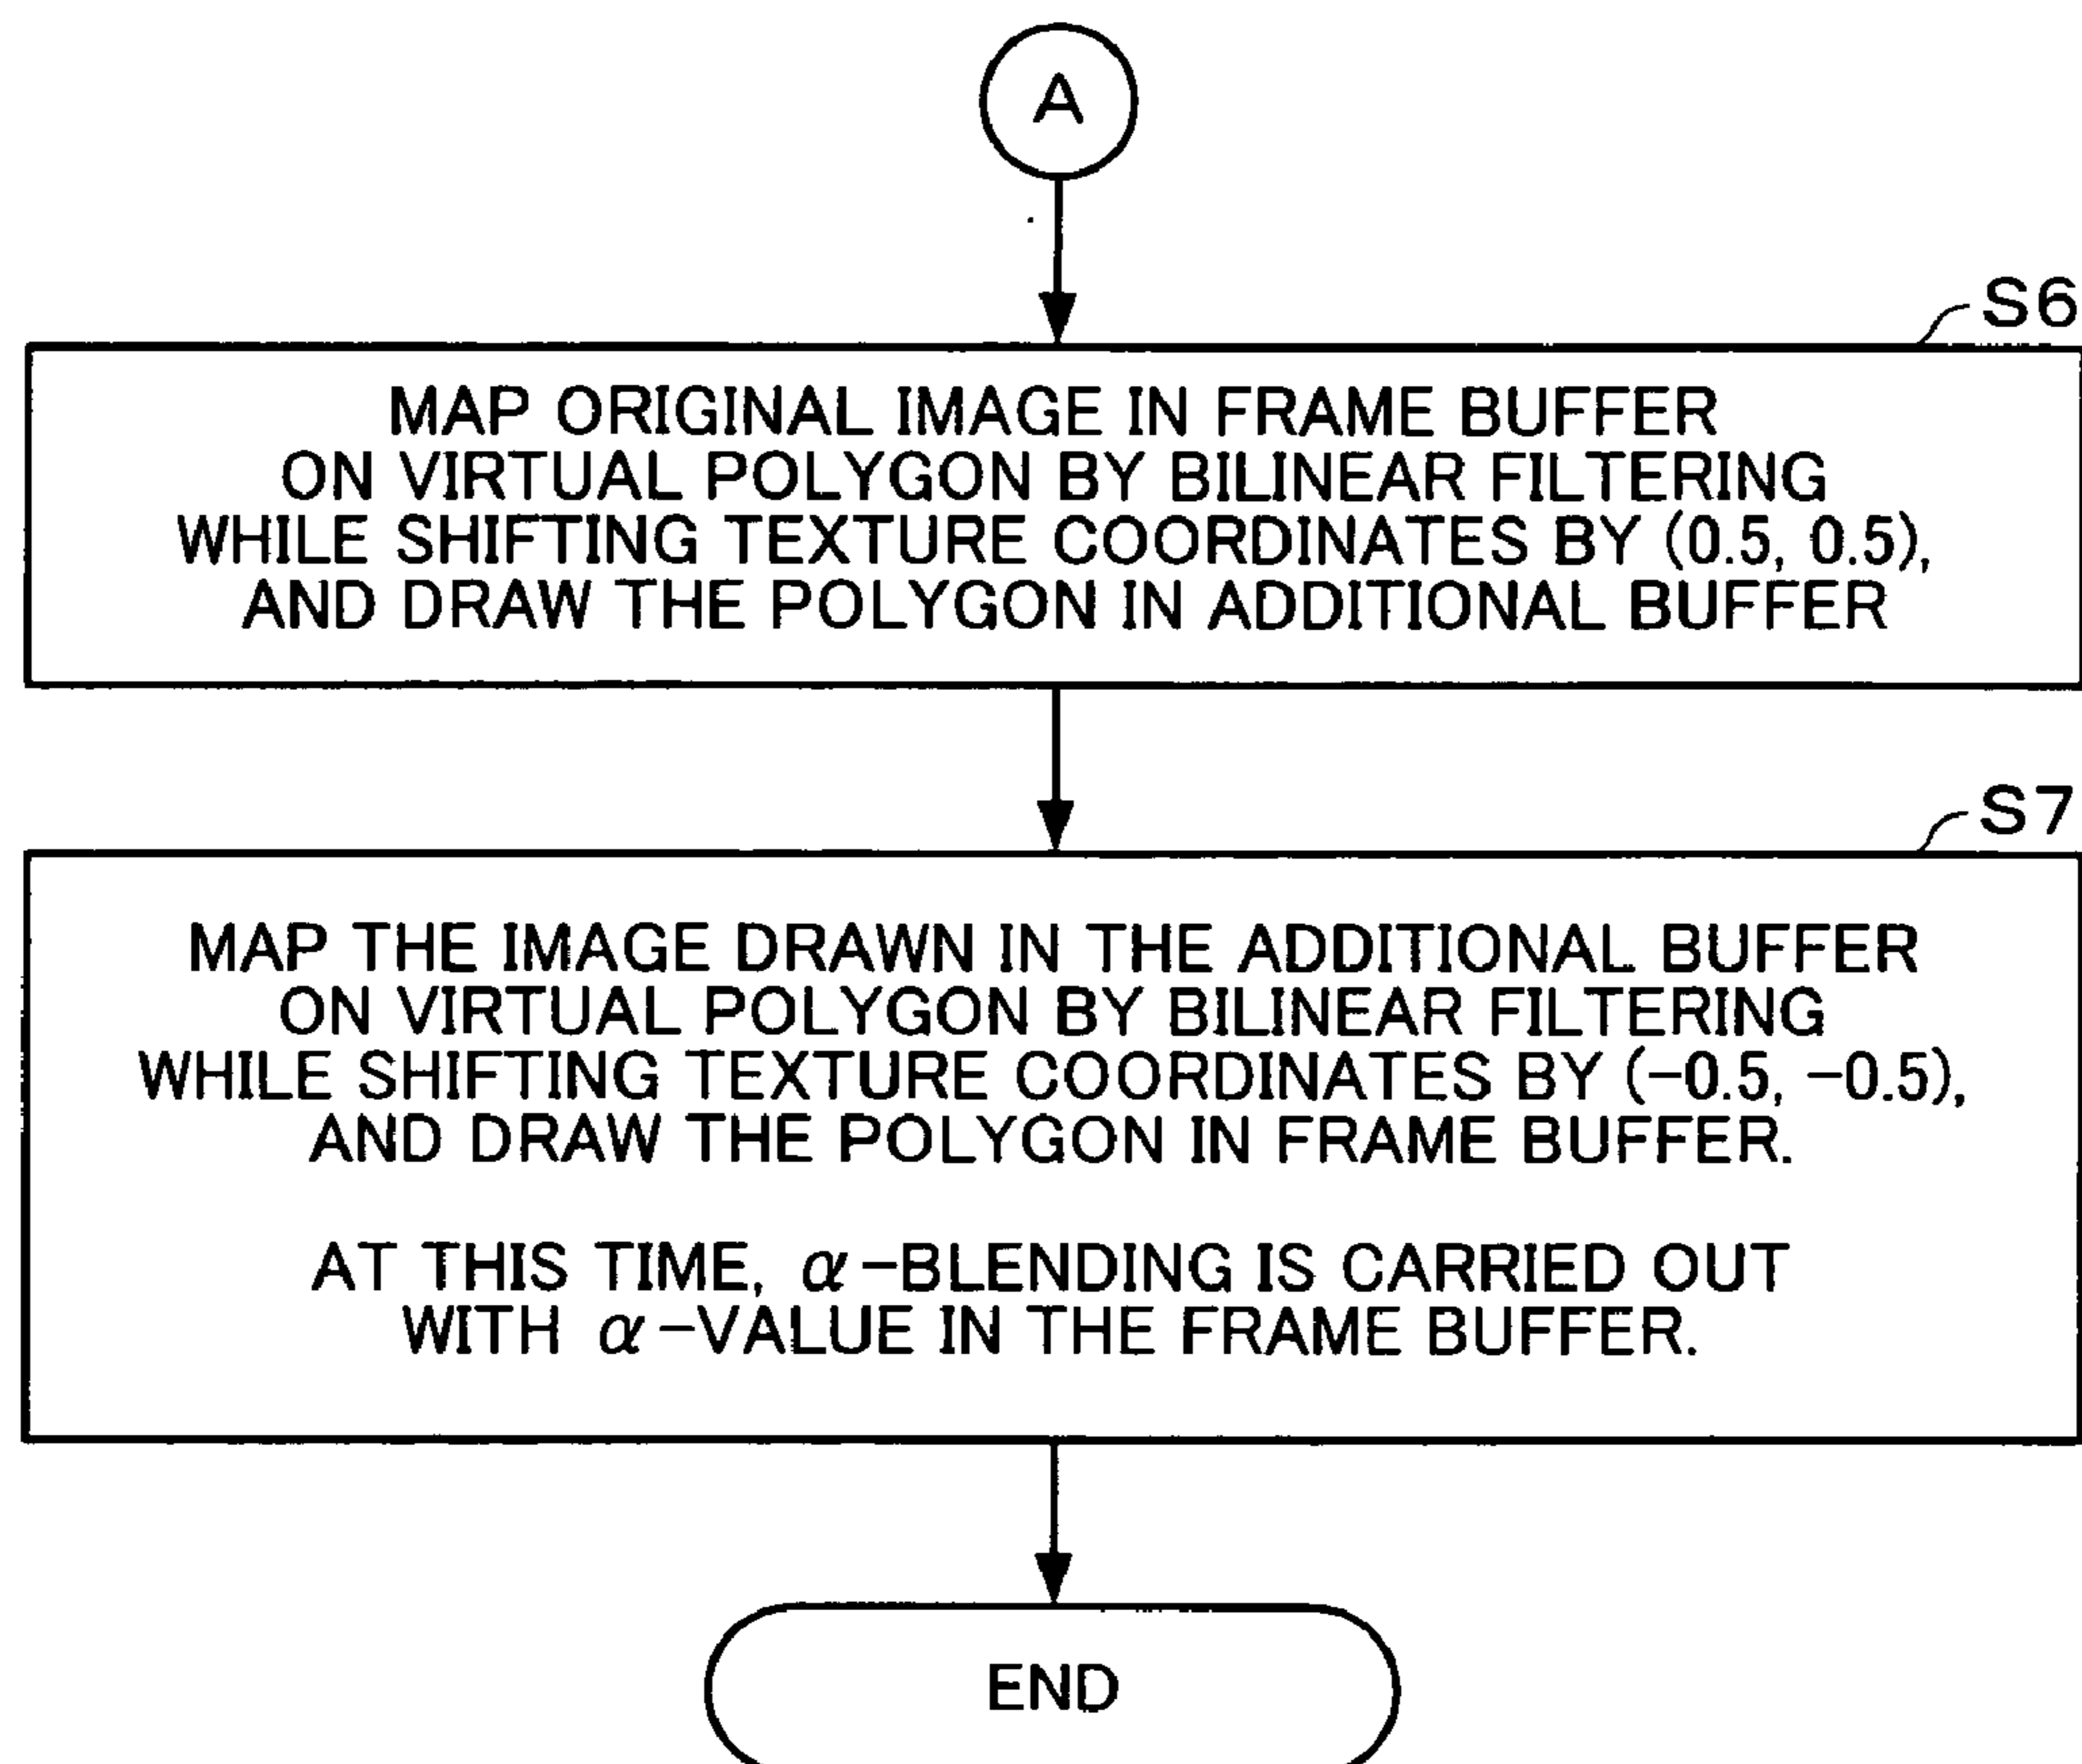 A
S6
MAP ORIGINAL IMAGE IN FRAME BUFFER
ON VIRTUAL POLYGON BY BILINEAR FILTERING
WHILE SHIFTING TEXTURE COORDINATES BY (0.5, 0.5),
AND DRAW THE POLYGON IN ADDITIONAL BUFFER
S7
MAP THE IMAGE DRAWN IN THE ADDITIONAL BUFFER
ON VIRTUAL POLYGON BY BILINEAR FILTERING
WHILE SHIFTING TEXTURE COORDINATES BY (−0.5, −0.5),
AND DRAW THE POLYGON IN FRAME BUFFER.
AT THIS TIME, α−BLENDING IS CARRIED OUT
WITH α−VALUE IN THE FRAME BUFFER.
END